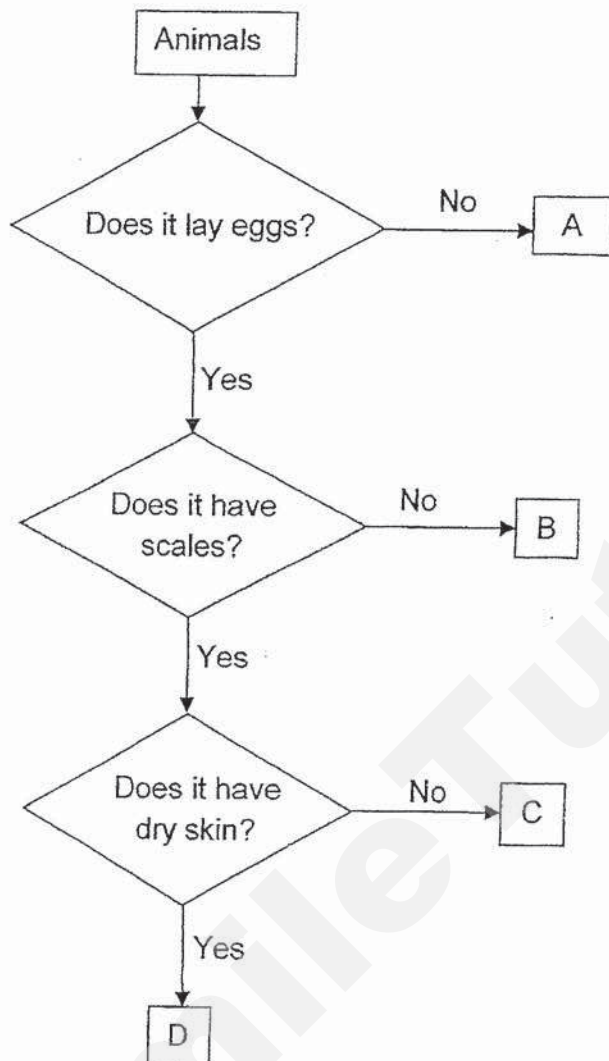 Animals
Does it lay eggs?
No
A
Yes
Does it have
scales?
No
B
Yes
Does it have
dry skin?
No
C
Yes
D